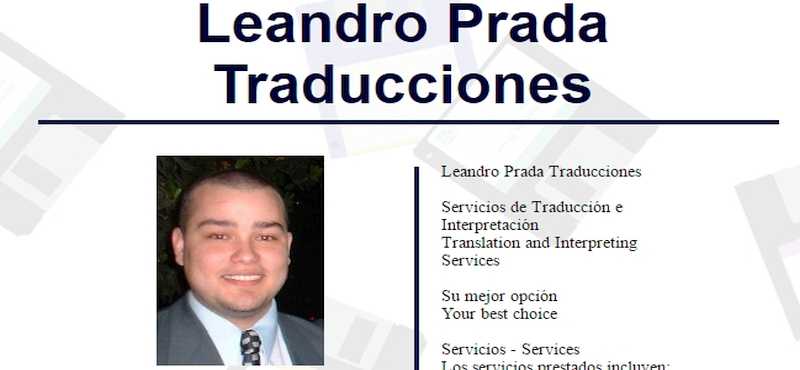 Leandro Prada
Traducciones
Leandro Prada Traducciones
Servicios de Traducción e
Interpretación
Translation and Interpreting
Services
Su mejor opción
Your best choice
Servicios - Services
Los servicios prestados incluyen: